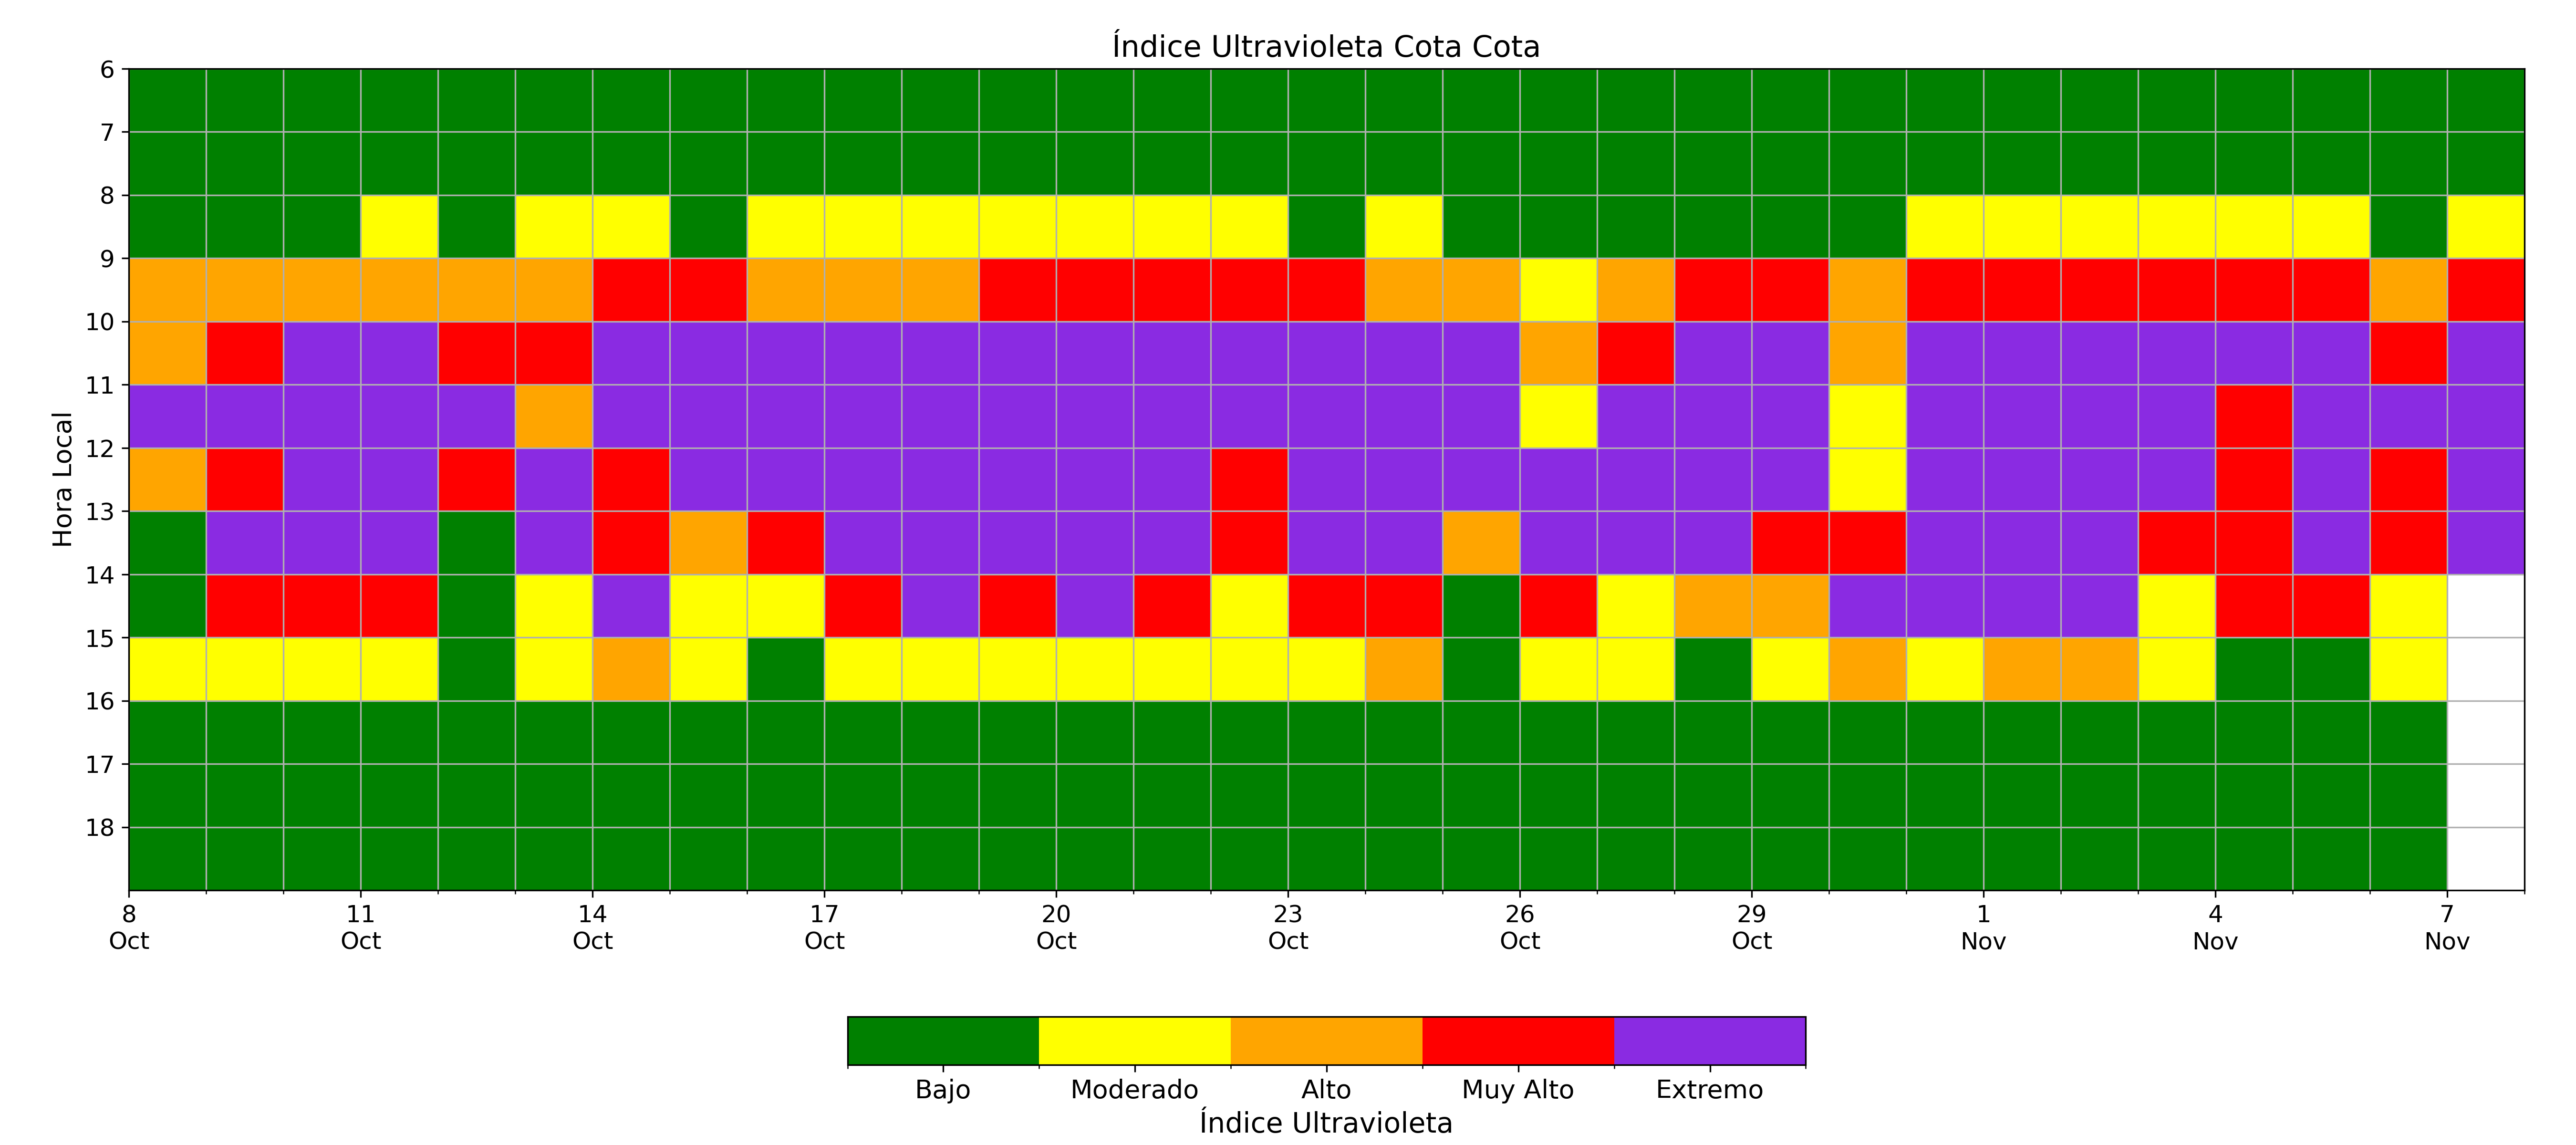 Índice Ultravioleta Cota Cota
Hora Local
6
7
8
9
10
11
12
13
14
15
16
17
18
8 11 14 17 20 23 26 29 1 4 7
Oct Oct Oct Oct Oct Oct Oct Oct Nov Nov Nov
Bajo Moderado Alto Muy Alto Extremo
Índice Ultravioleta